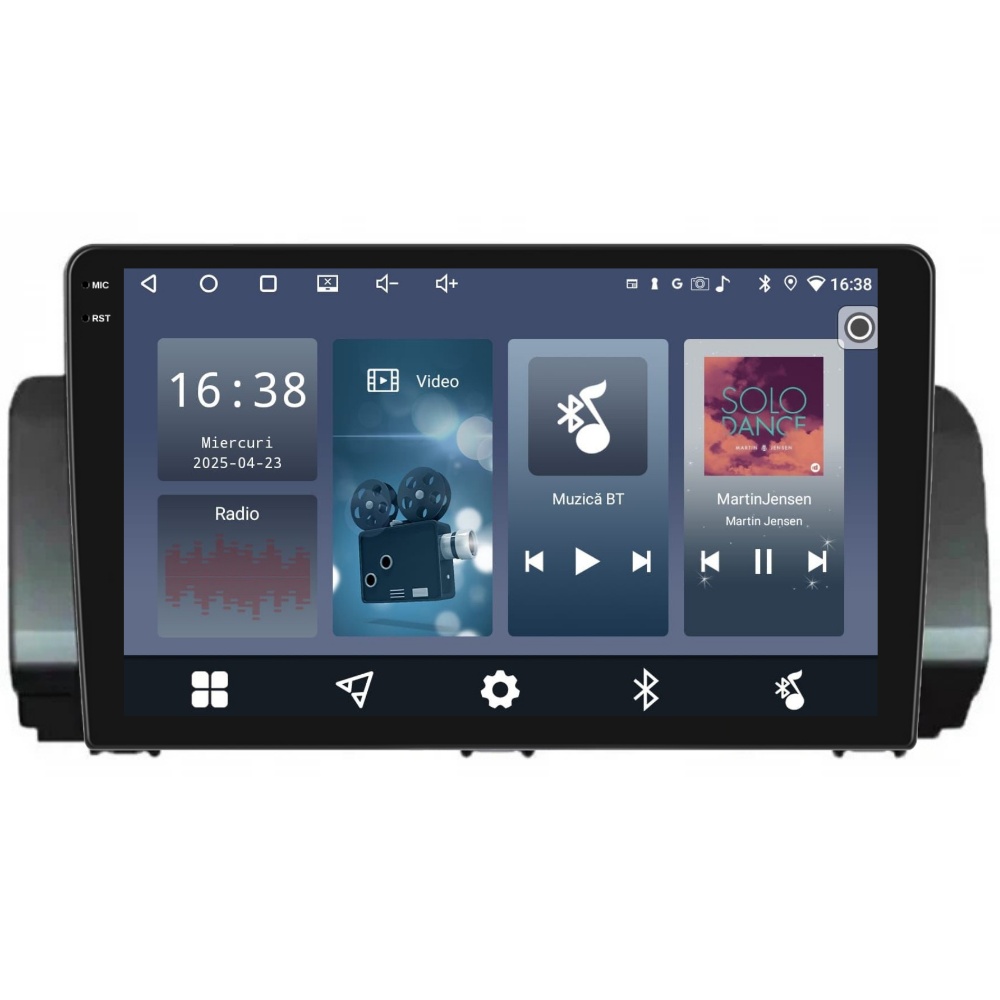 MIC
RST
G
16:38
16:38
Miercuri
2025-04-23
Radio
Video
Muzică BT
SOLO
DANCE
MARTIN JENSEN
MartinJensen
Martin Jensen